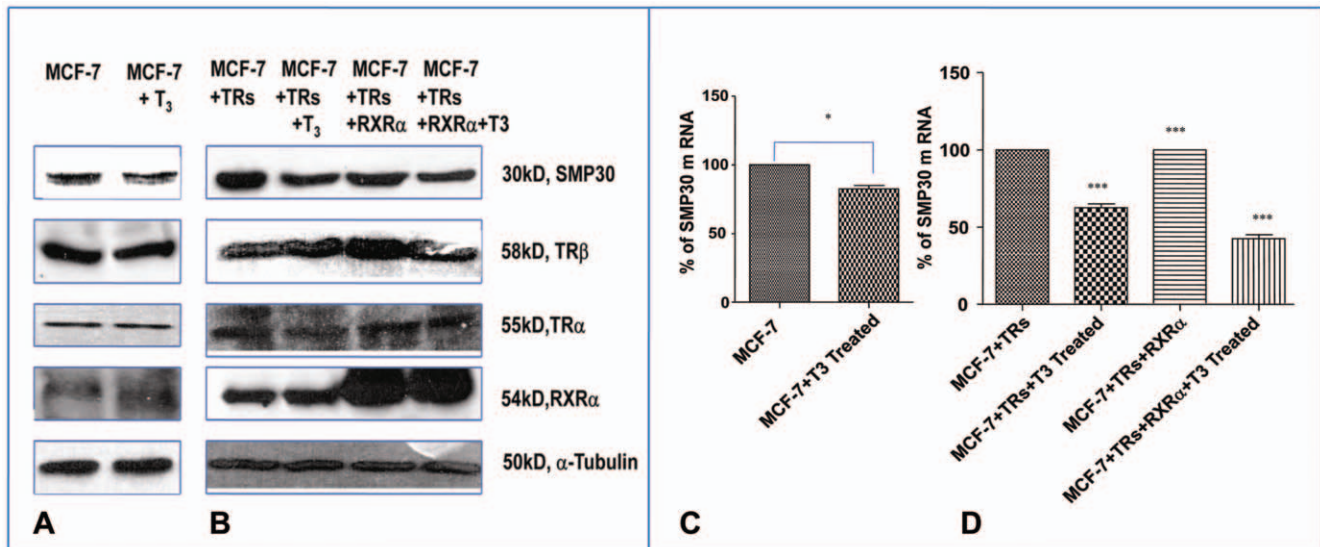 MCF-7
MCF-7
+ T3
MCF-7
+TRs
MCF-7
+TRs
+T3
MCF-7
+TRs
+RXRα
MCF-7
+TRs
+RXRα+T3
30kD, SMP30
58kD, TRβ
55kD,TRα
54kD,RXRα
50kD, α-Tubulin
A
B
% of SMP30 m RNA
150
100
50
0
*
MCF-7
MCF-7+T3 Treated
C
% of SMP30 m RNA
150
100
50
0
***
***
***
MCF-7+TRs
MCF-7+TRs+T3 Treated
MCF-7+TRs+RXRα
MCF-7+TRs+RXRα+T3 Treated
D